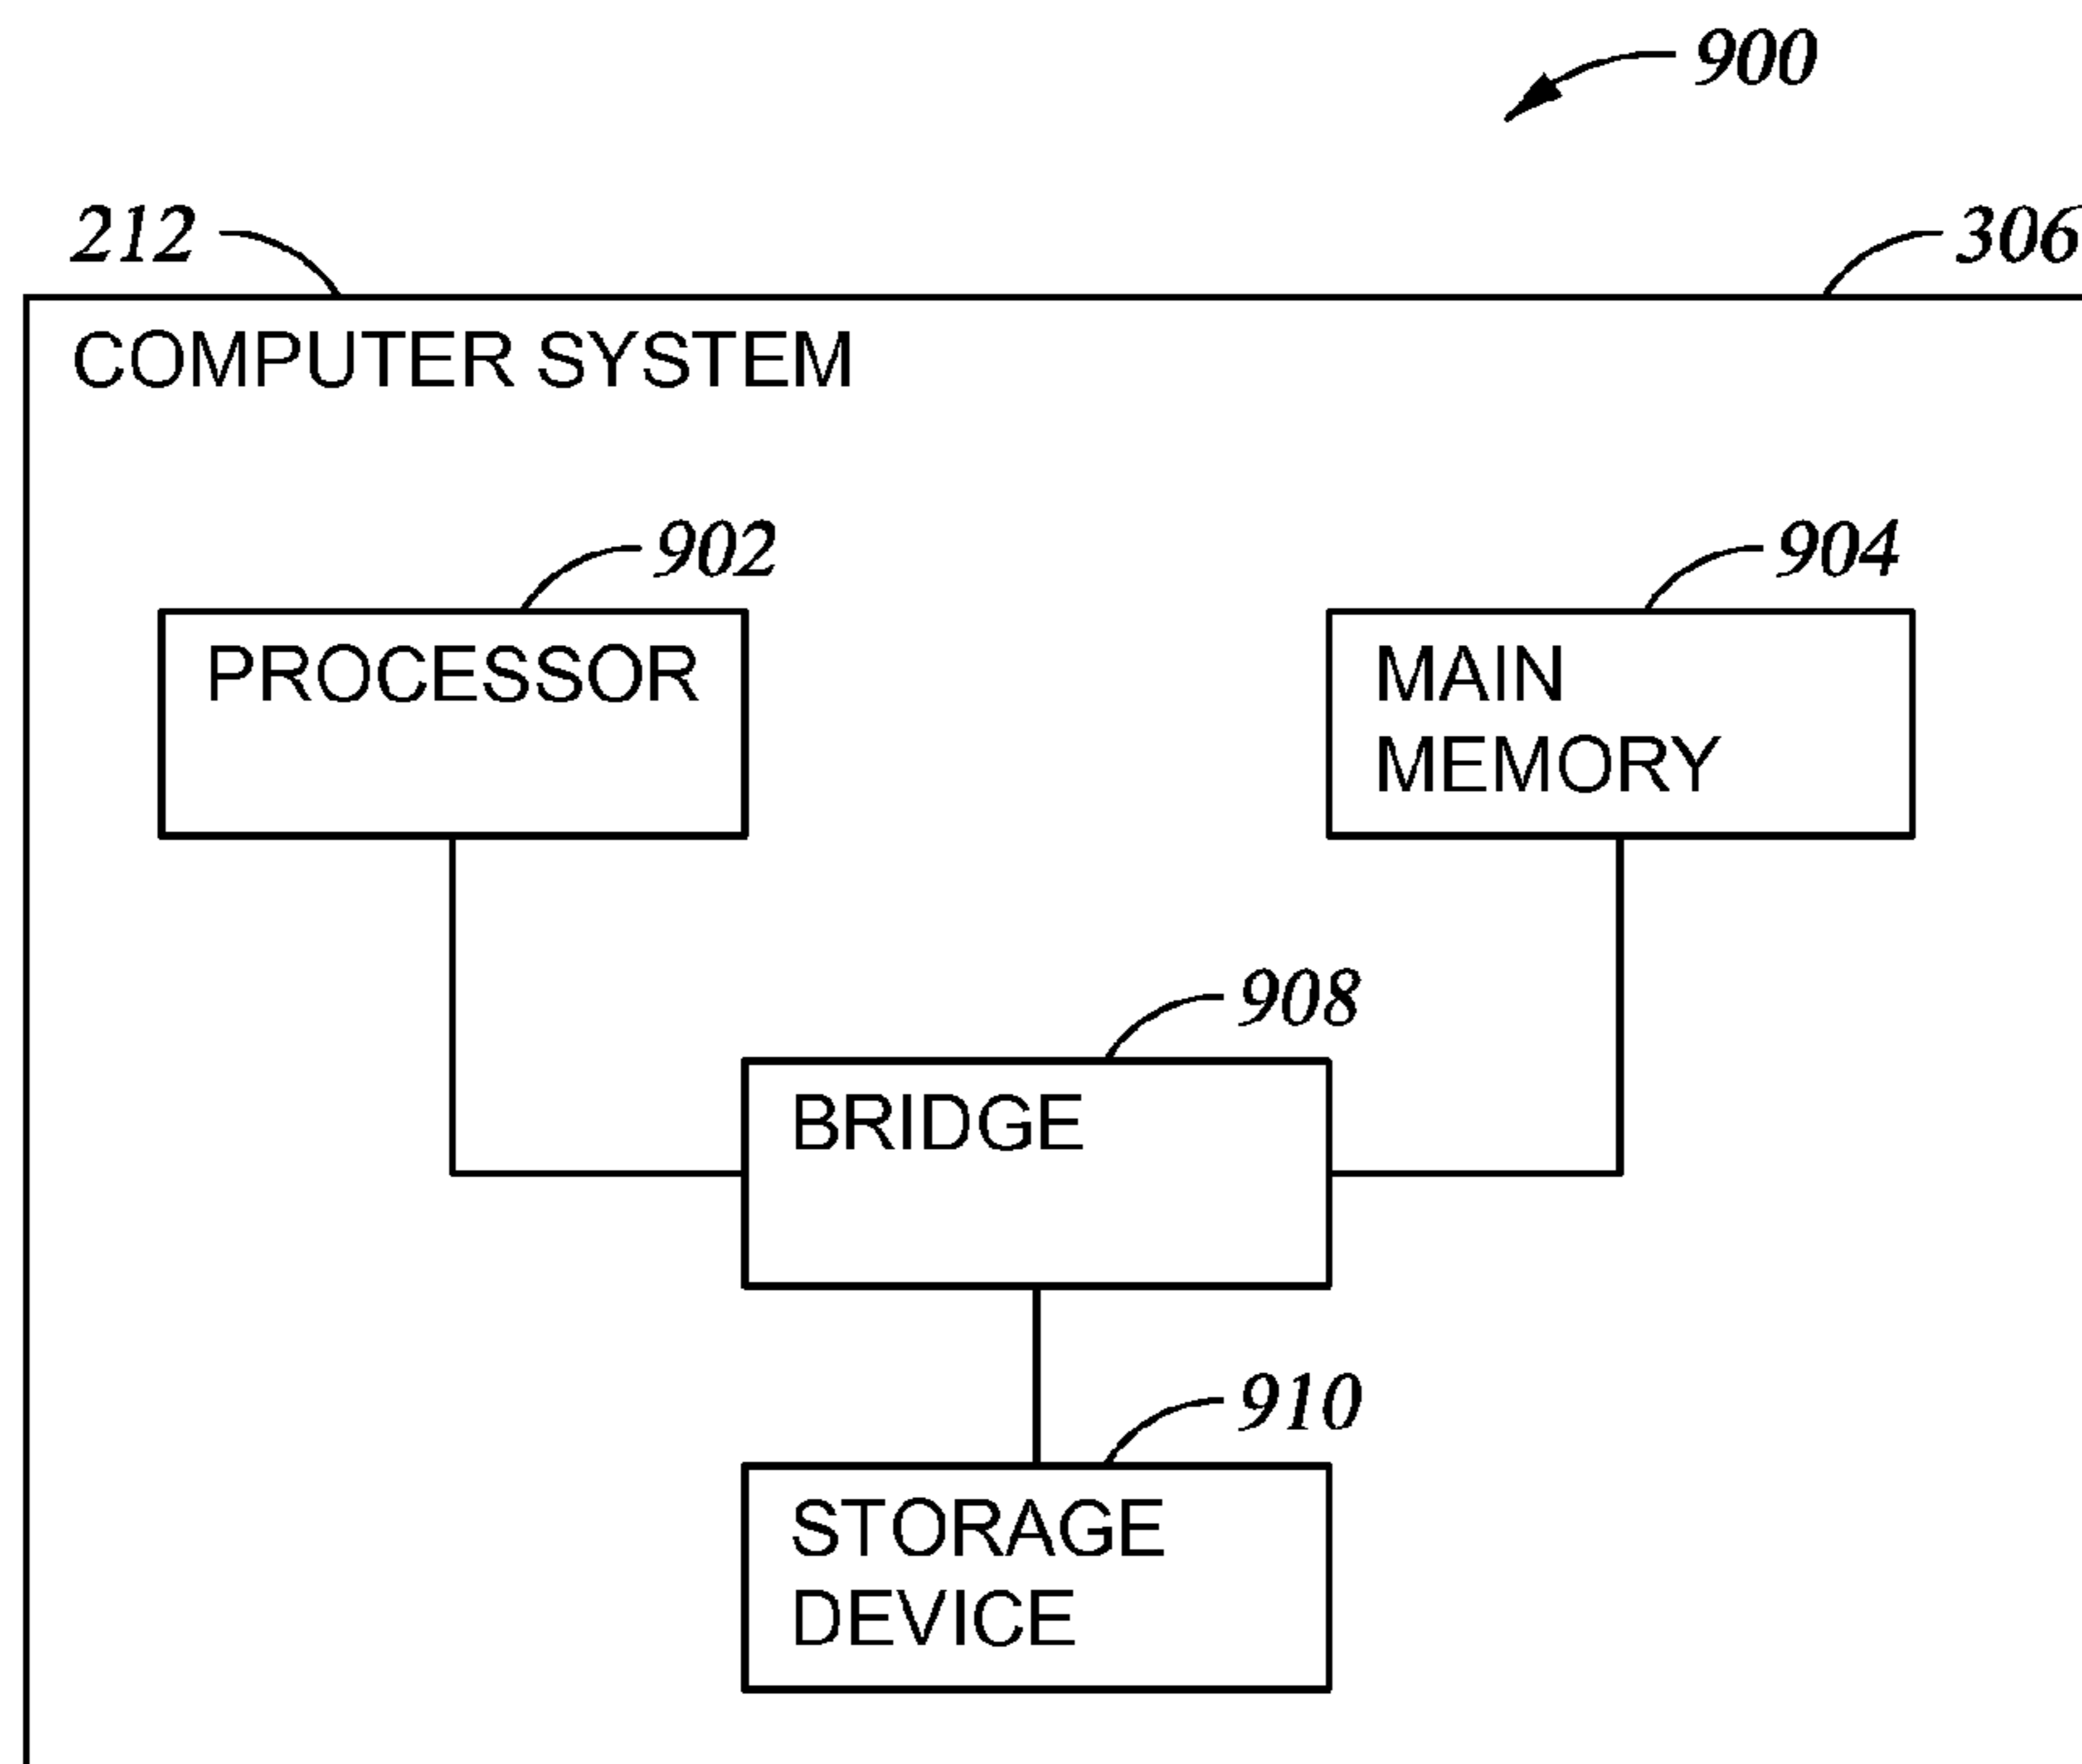 900
212
306
COMPUTER SYSTEM
902
904
PROCESSOR
MAIN
MEMORY
908
BRIDGE
910
STORAGE
DEVICE